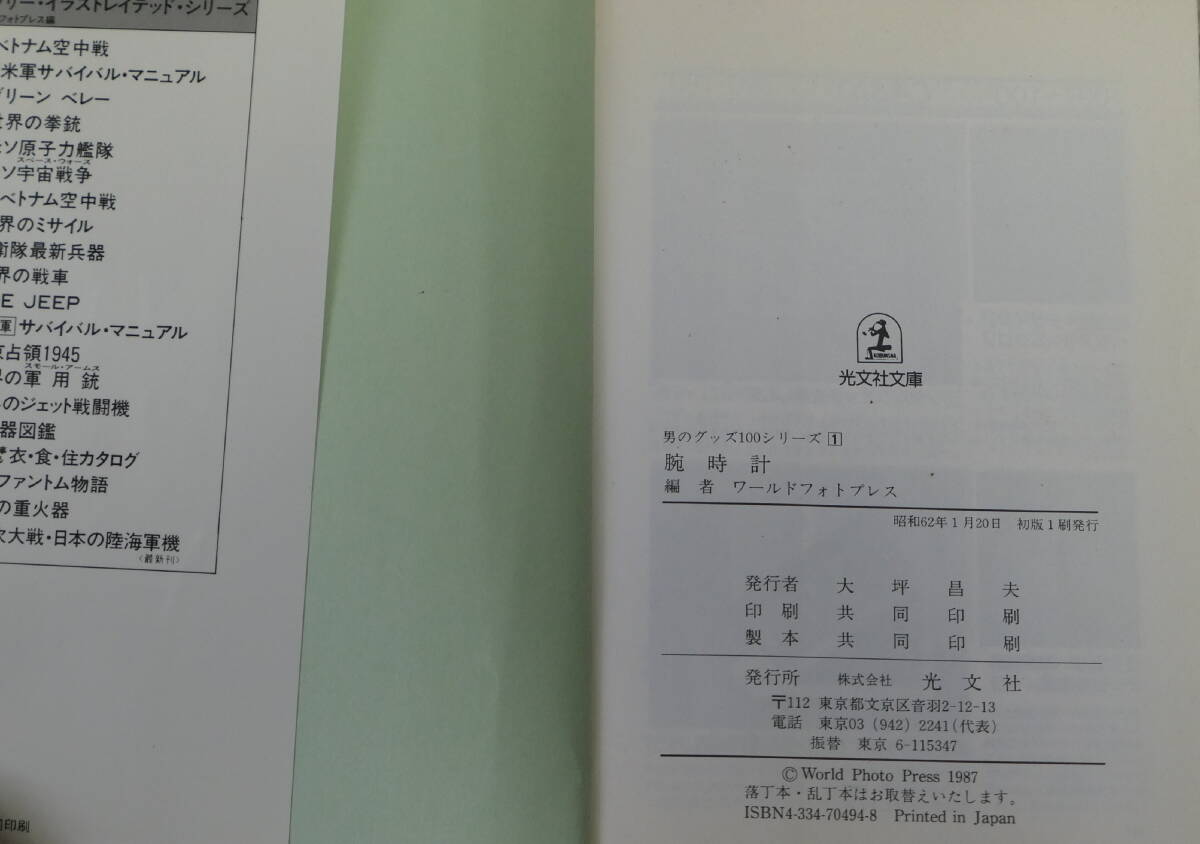 リー・イラストレイテッド・シリーズ
フォトプレス編
ベトナム空中戦
米軍サバイバル・マニュアル
グリーン ベレー
世界の拳銃
ソ原子力艦隊
スペース・ウォーズ
ソ宇宙戦争
ベトナム空中戦
界のミサイル
衛隊最新兵器
界の戦車
E JEEP
軍 サバイバル・マニュアル
京占領1945
スモール・アームス
界の軍用銃
のジェット戦闘機
器図鑑
衣・食・住カタログ
ファントム物語
の重火器
次大戦・日本の陸海軍機
〈最新刊〉
印刷
KOBUNSHA
光文社文庫
男のグッズ100シリーズ 1
腕時計
編者 ワールドフォトプレス
昭和62年1月20日 初版1刷発行
発行者 大坪昌夫
印刷 共同印刷
製本 共同印刷
発行所 株式会社 光文社
〒112 東京都文京区音羽2-12-13
電話 東京03(942)2241(代表)
振替 東京 6-115347
© World Photo Press 1987
落丁本・乱丁本はお取替えいたします。
ISBN4-334-70494-8 Printed in Japan